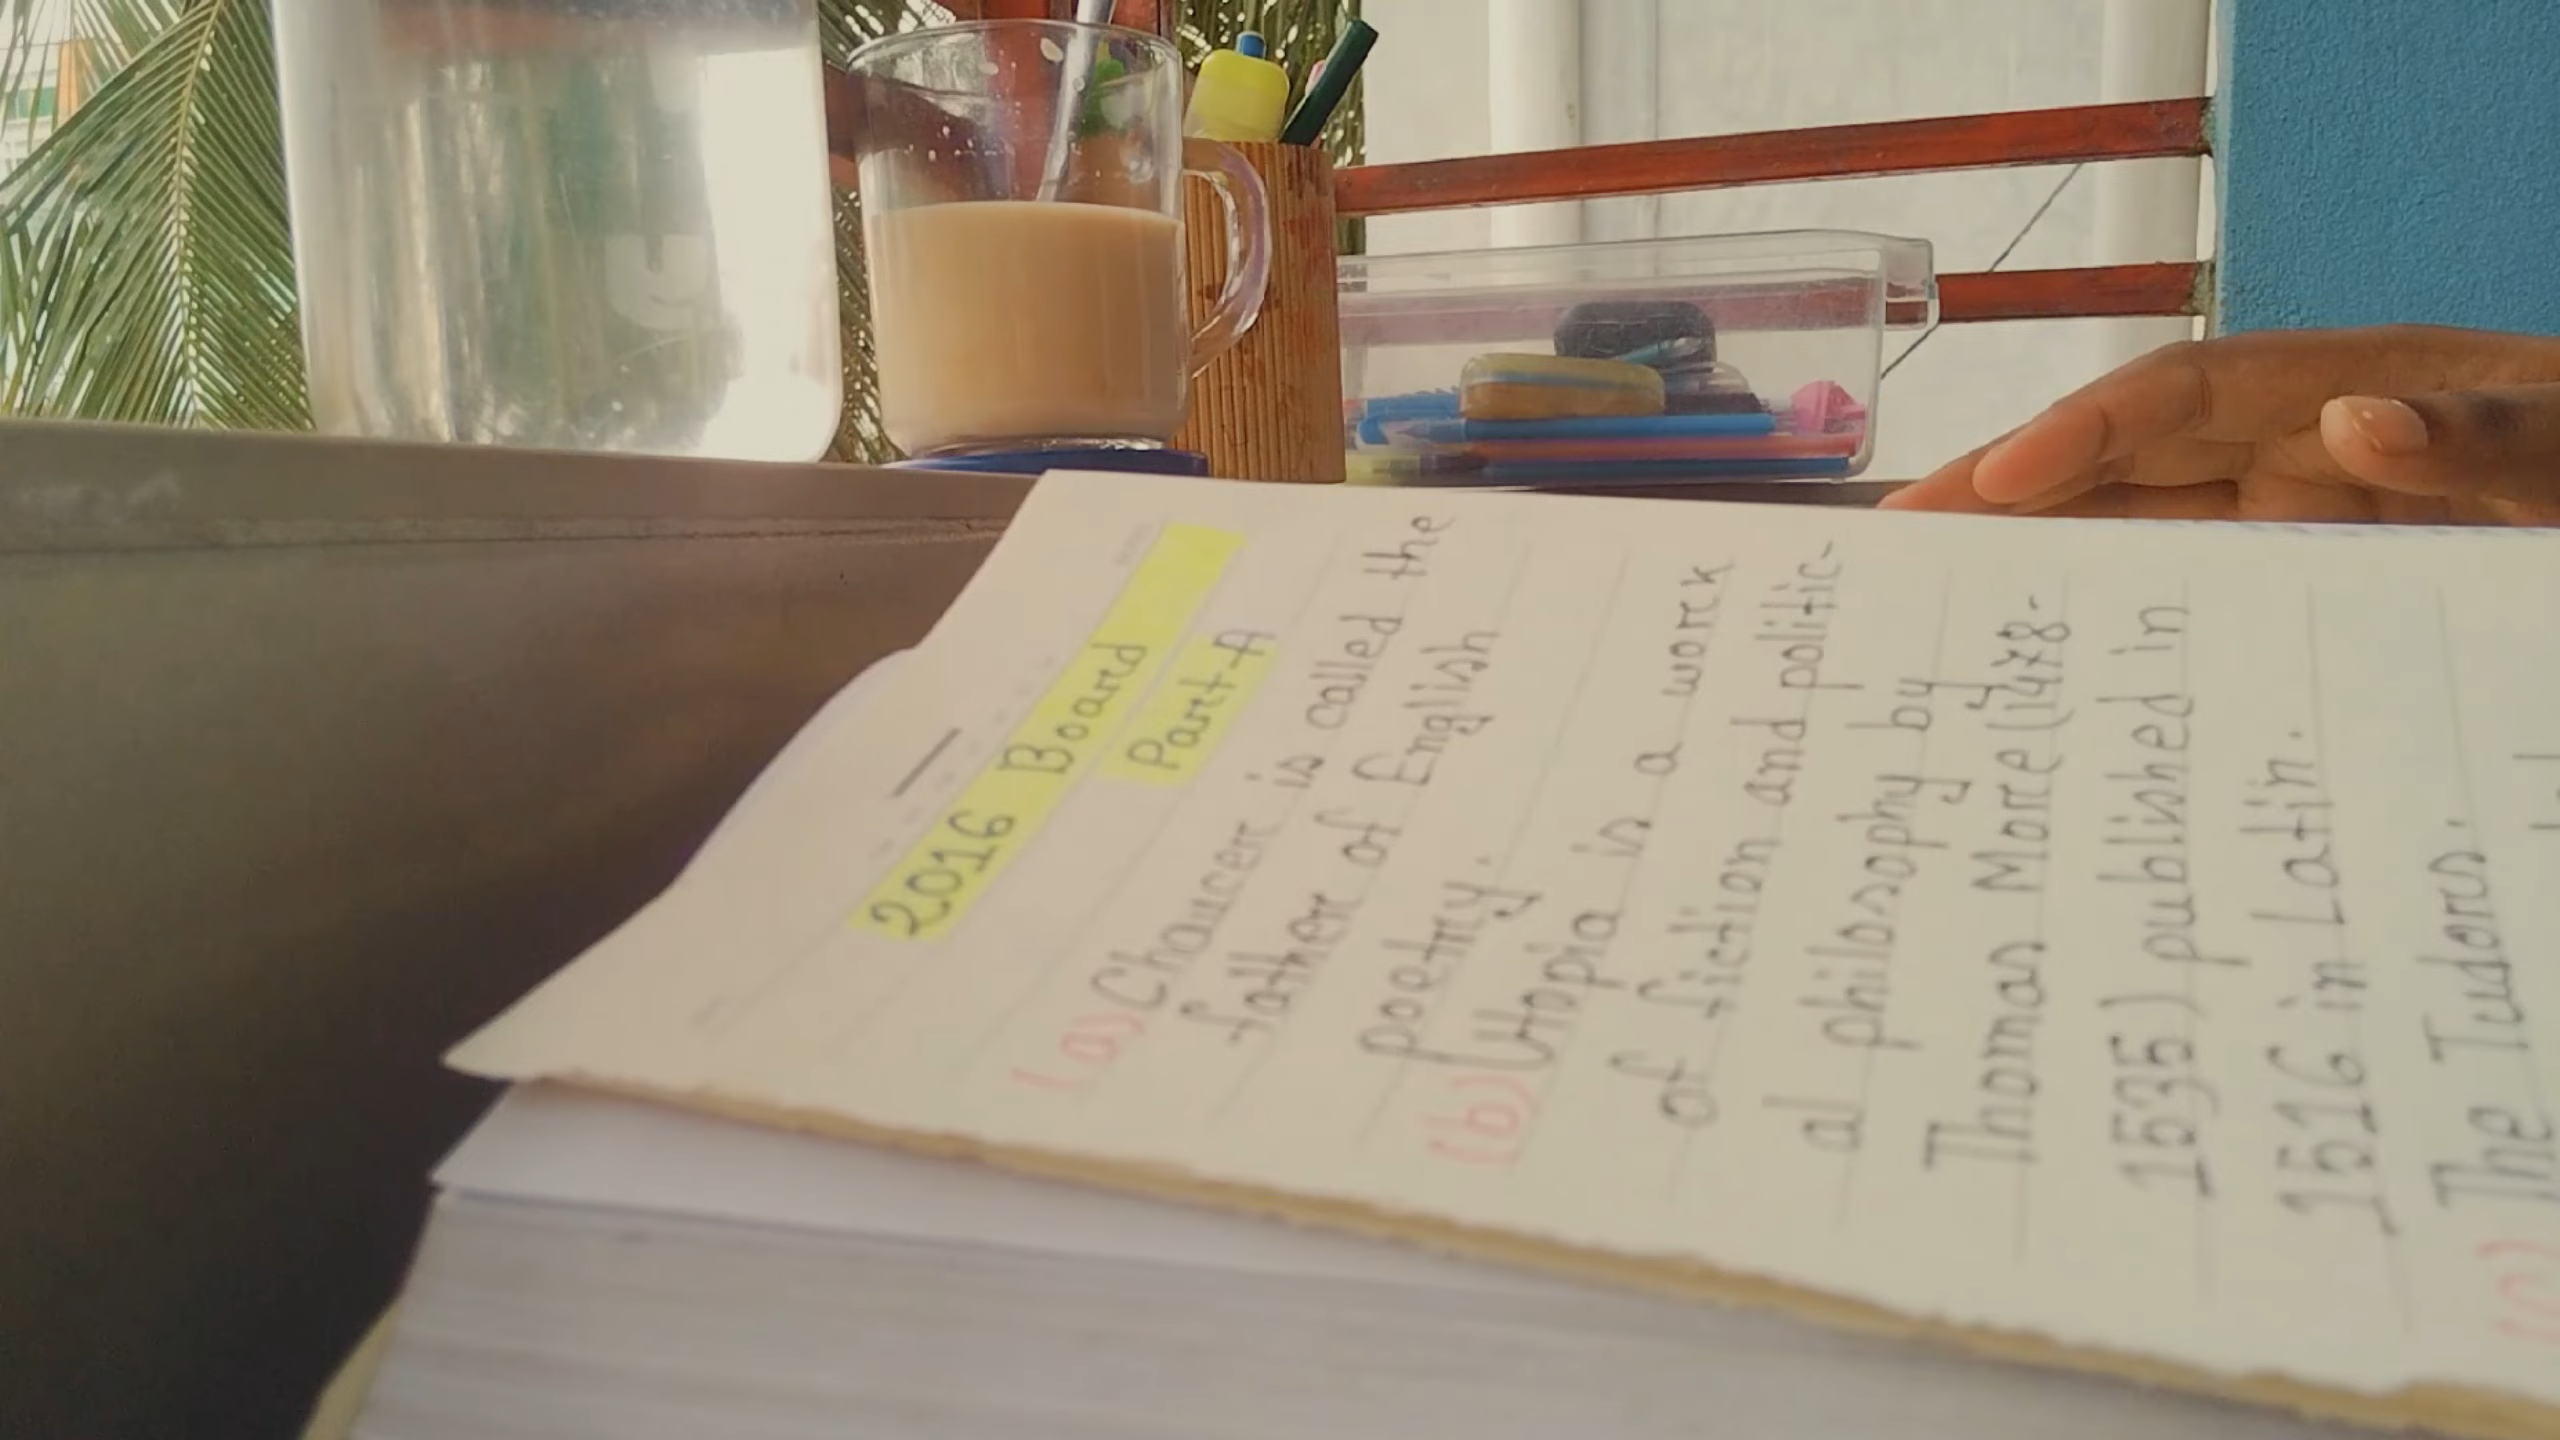 2016 Board
Part A
(a) Chaucer is called the
father of English
poetry.
(b) Utopia is a work
of fiction and politic-
al philosophy by
Thomas More (1478-
1535) published in
1516 in Latin.
(c) The Tudors.